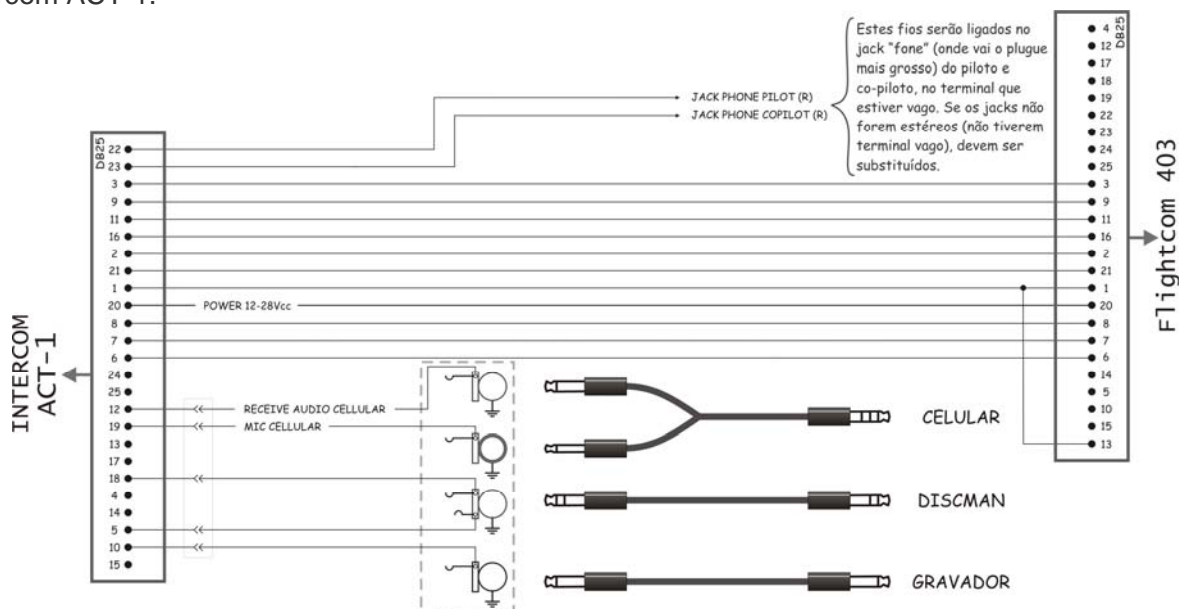 com ACT-1.
Estes fios serão ligados no
jack "fone" (onde vai o plugue
mais grosso) do piloto e
co-piloto, no terminal que
estiver vago. Se os jacks não
forem estéreos (não tiverem
terminal vago), devem ser
substituídos.
JACK PHONE PILOT (R)
JACK PHONE COPILOT (R)
INTERCOM
ACT-1
DB25
22
23
3
9
11
16
2
21
1
20
8
7
6
24
25
12
19
13
17
18
4
14
5
10
15
POWER 12-28Vcc
RECEIVE AUDIO CELLULAR
MIC CELLULAR
CELULAR
DISCMAN
GRAVADOR
DB25
4
12
17
18
19
22
23
24
25
3
9
11
16
2
21
1
20
8
7
6
14
5
10
15
13
Flightcom 403